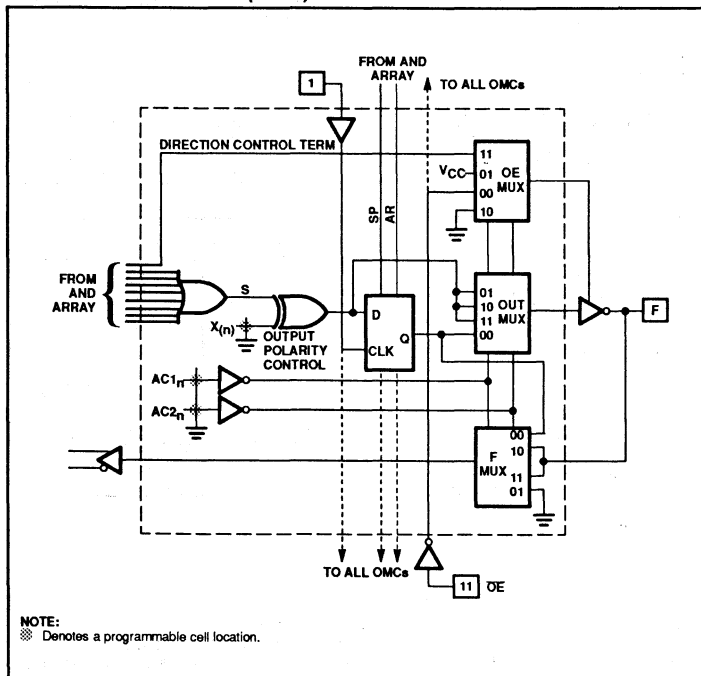 FROM AND
ARRAY
1
TO ALL OMCs
DIRECTION CONTROL TERM
11
VCC
01
OE
00
MUX
10
SP
AR
FROM
AND
ARRAY
S
X(n)
OUTPUT
POLARITY
CONTROL
D
Q
CLK
01
10
OUT
11
MUX
00
F
AC1n
AC2n
00
10
F
MUX
11
01
TO ALL OMCs
11
OE
NOTE:
Denotes a programmable cell location.